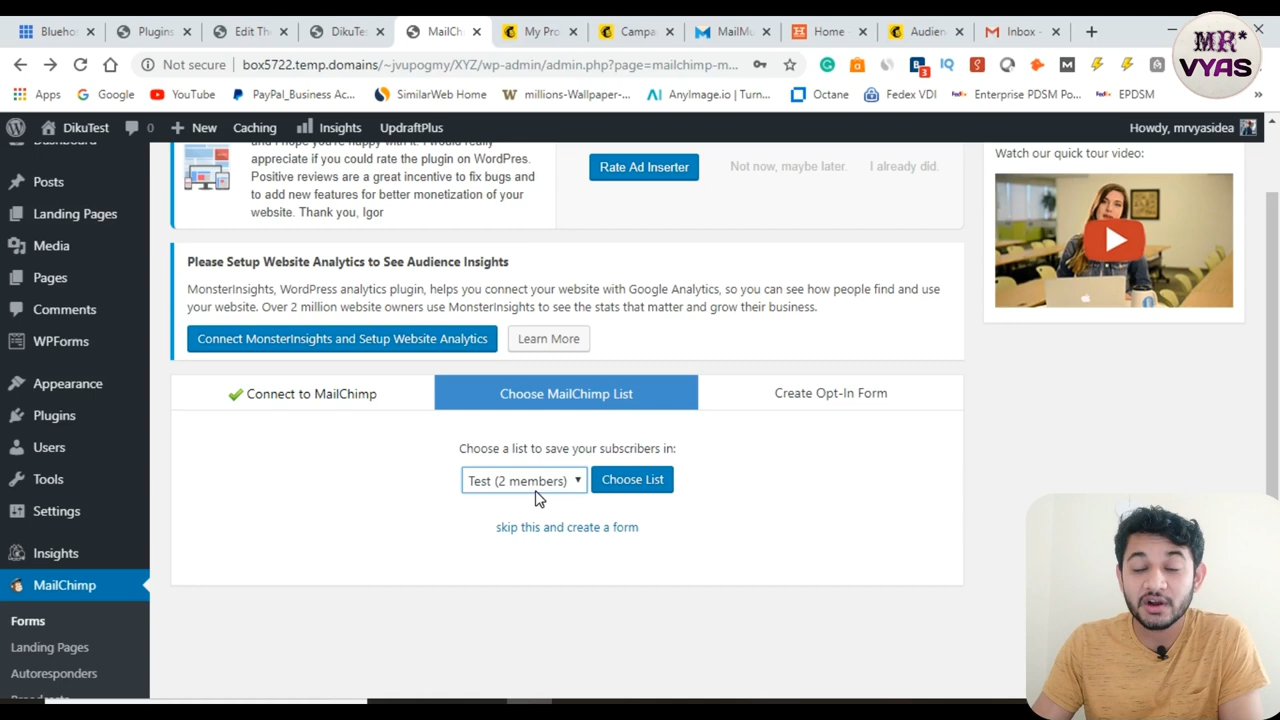 Bluehos
Plugins
Edit The
DikuTes
MailCh
My Pro
Campa
MailMu
Home -
Audien
Inbox -
MR*
VYAS
Not secure
box5722.temp.domains/~jvupogmy/XYZ/wp-admin/admin.php?page=mailchimp-m...
3
Apps
Google
YouTube
PayPal_Business Ac...
SimilarWeb Home
millions-Wallpaper-...
AnyImage.io | Turn...
Octane
Fedex VDI
Enterprise PDSM Po...
EPDSM
DikuTest
0
New
Caching
Insights
UpdraftPlus
Howdy, mrvyasidea
Dashboard
Posts
Landing Pages
Media
Pages
Comments
WPForms
Appearance
Plugins
Users
Tools
Settings
Insights
MailChimp
Forms
Landing Pages
Autoresponders
Broadcasts
and I hope you're happy with it. I would really
appreciate if you could rate the plugin on WordPress.
Positive reviews are a great incentive to fix bugs and
to add new features for better monetization of your
website. Thank you, Igor
Rate Ad Inserter
Not now, maybe later.
I already did.
Watch our quick tour video:
Please Setup Website Analytics to See Audience Insights
MonsterInsights, WordPress analytics plugin, helps you connect your website with Google Analytics, so you can see how people find and use
your website. Over 2 million website owners use MonsterInsights to see the stats that matter and grow their business.
Connect MonsterInsights and Setup Website Analytics
Learn More
Connect to MailChimp
Choose MailChimp List
Create Opt-In Form
Choose a list to save your subscribers in:
Test (2 members)
Choose List
skip this and create a form